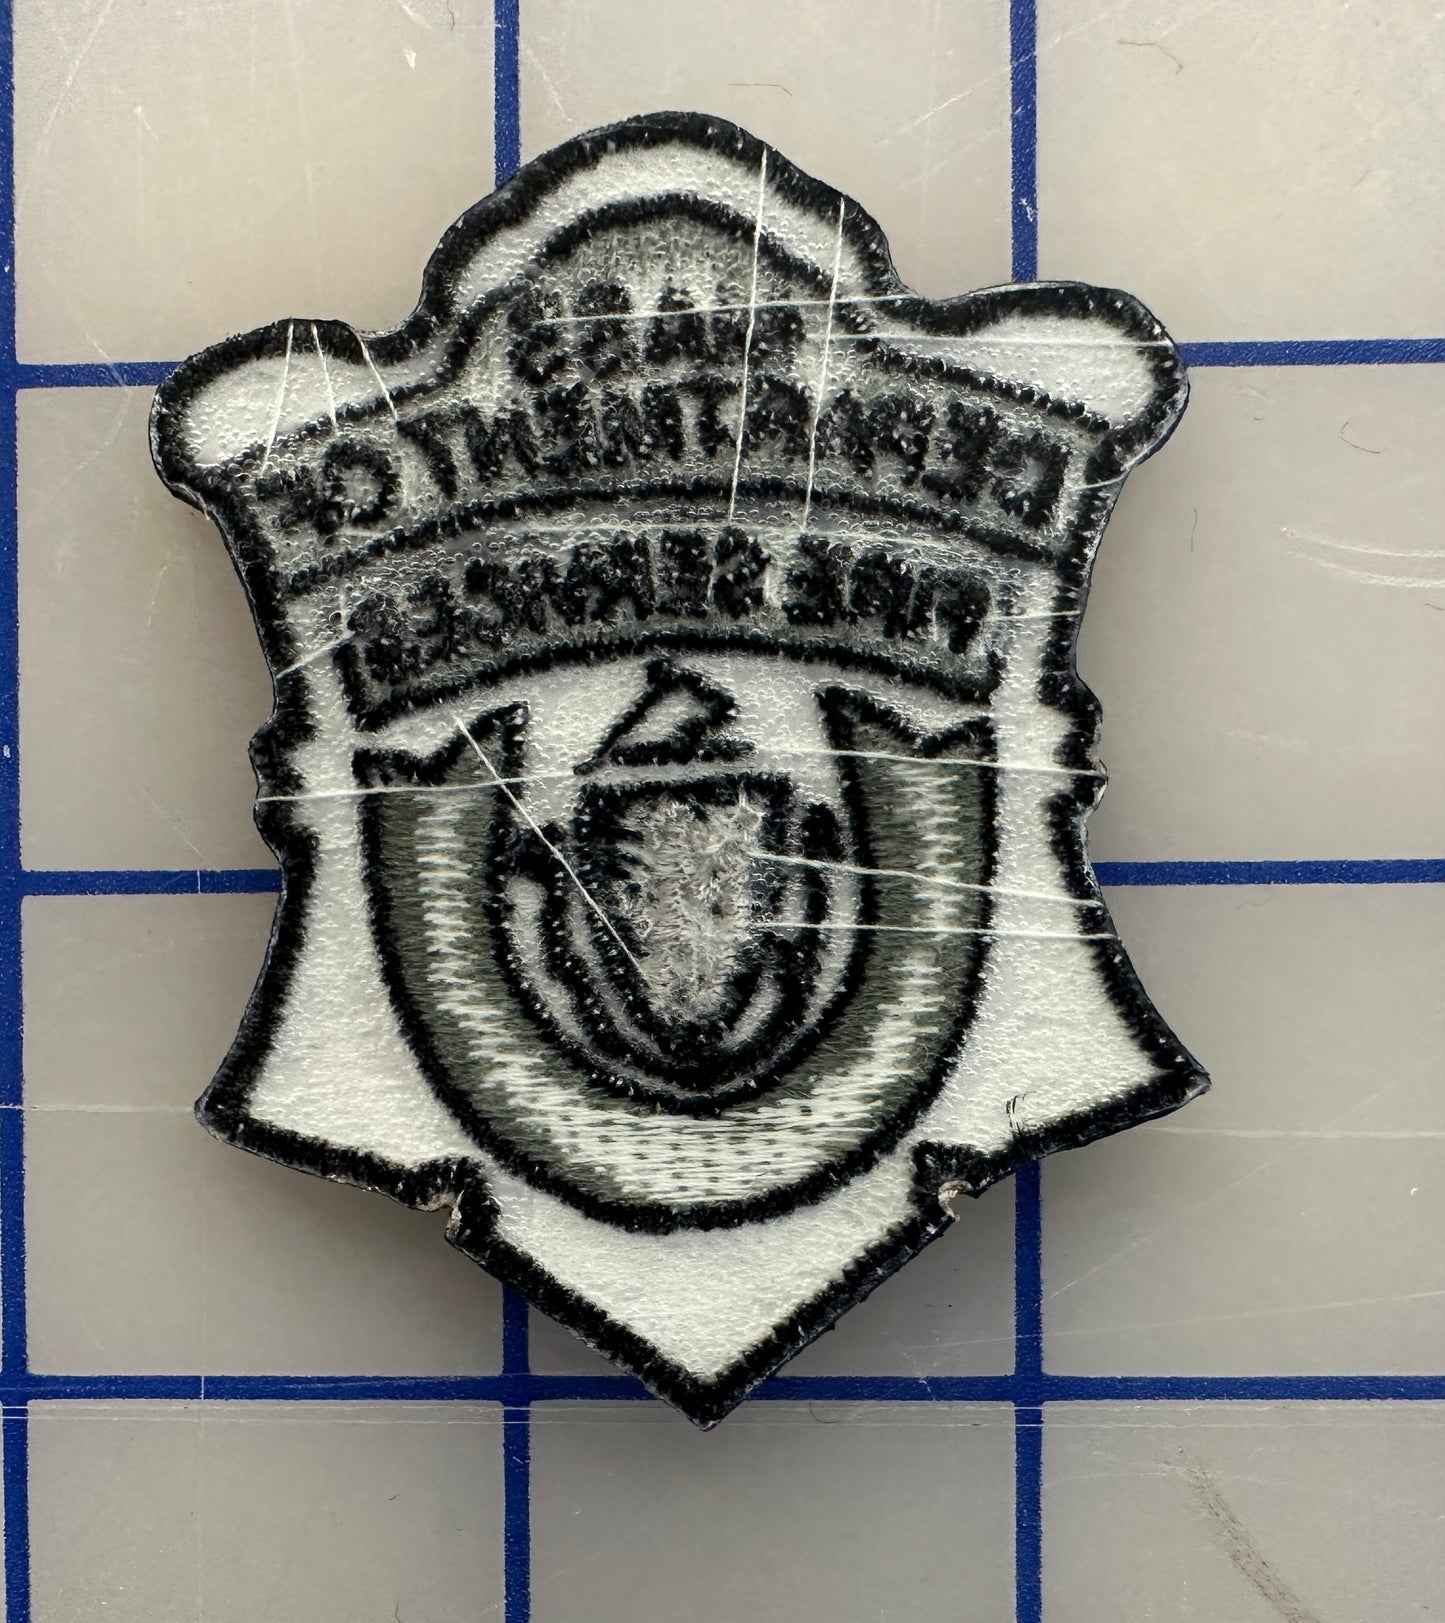 MASS
DEPARTMENT OF
FIRE SERVICES